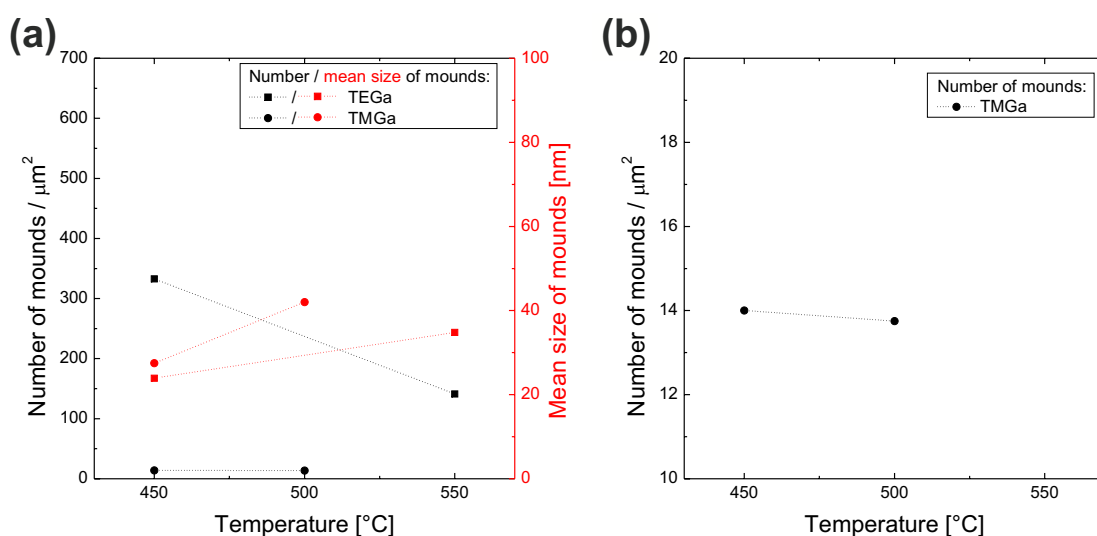 (a)
Number / mean size of mounds:
/ TEGa
/ TMGa
700
600
500
400
300
200
100
0
Number of mounds / μm²
100
80
60
40
20
0
Mean size of mounds [nm]
450 500 550
Temperature [°C]
(b)
Number of mounds:
TMGa
20
18
16
14
12
10
Number of mounds / μm²
450 500 550
Temperature [°C]